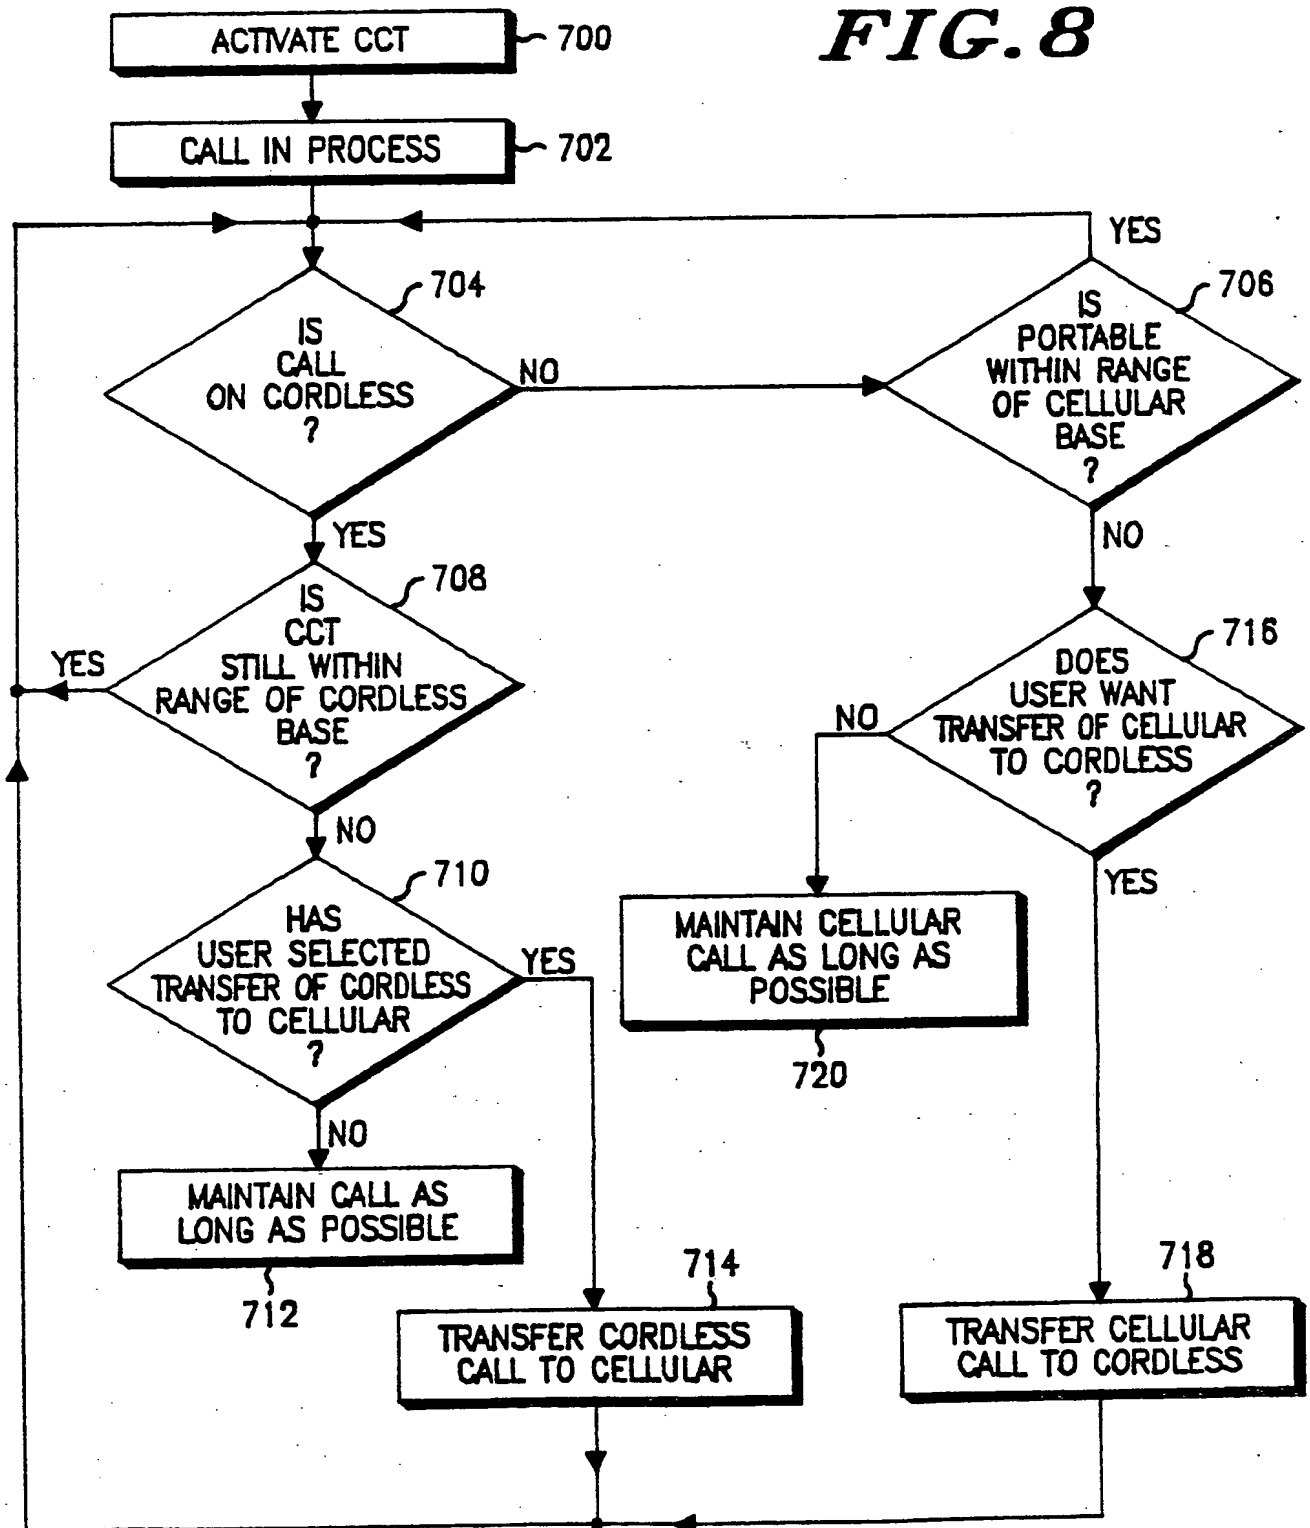 FIG. 8
ACTIVATE CCT
700
CALL IN PROCESS
702
YES
704
IS
CALL
ON CORDLESS
?
NO
706
IS
PORTABLE
WITHIN RANGE
OF CELLULAR
BASE
?
YES
NO
708
IS
CCT
STILL WITHIN
RANGE OF CORDLESS
BASE
?
YES
NO
716
DOES
USER WANT
TRANSFER OF CELLULAR
TO CORDLESS
?
NO
YES
710
HAS
USER SELECTED
TRANSFER OF CORDLESS
TO CELLULAR
?
YES
NO
MAINTAIN CELLULAR
CALL AS LONG AS
POSSIBLE
720
MAINTAIN CALL AS
LONG AS POSSIBLE
712
714
TRANSFER CORDLESS
CALL TO CELLULAR
718
TRANSFER CELLULAR
CALL TO CORDLESS